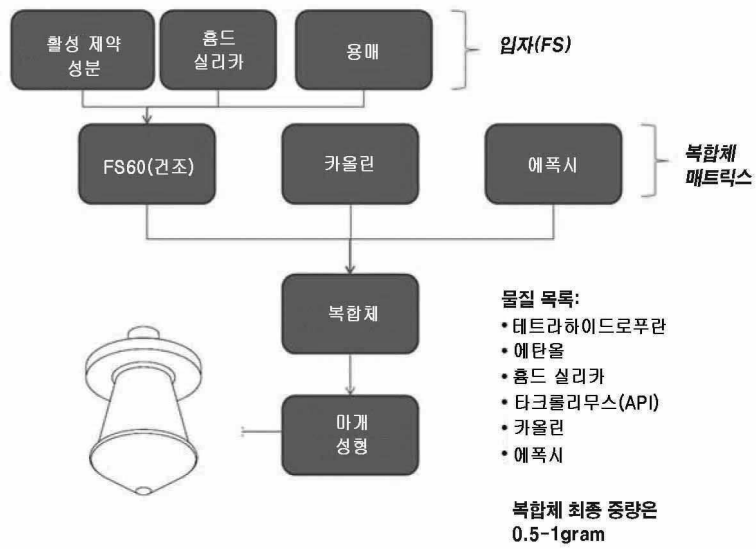 활성 제약
성분
흄드
실리카
용매
입자(FS)
FS60(건조)
카올린
에폭시
복합체
매트릭스
복합체
마개
성형
물질 목록:
• 테트라하이드로푸란
• 에탄올
• 흄드 실리카
• 타크롤리무스(API)
• 카올린
• 에폭시
복합체 최종 중량은
0.5-1gram